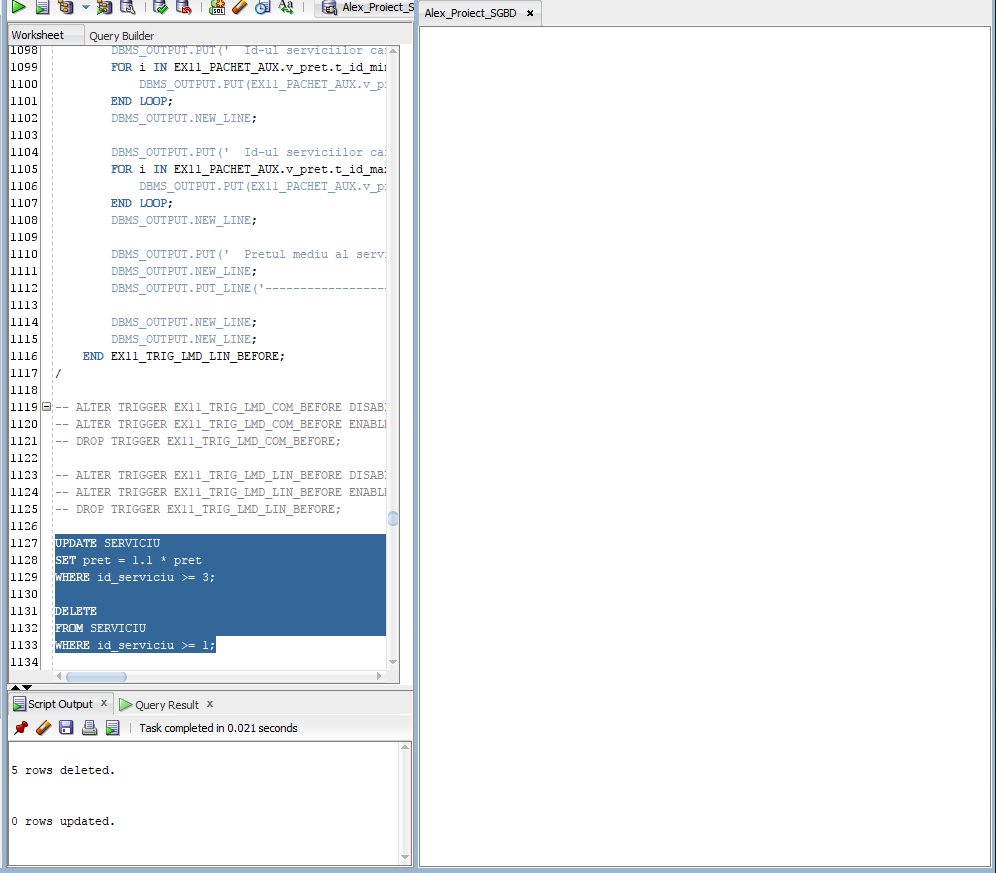 Alex_Proiect_S
Alex_Proiect_SGBD ×
Worksheet Query Builder
1098 DBMS_OUTPUT.PUT(' Id-ul serviciilor ca
1099 FOR i IN EX11_PACHET_AUX.v_pret.t_id_min
1100 DBMS_OUTPUT.PUT(EX11_PACHET_AUX.v_p
1101 END LOOP;
1102 DBMS_OUTPUT.NEW_LINE;
1103
1104 DBMS_OUTPUT.PUT(' Id-ul serviciilor ca
1105 FOR i IN EX11_PACHET_AUX.v_pret.t_id_max
1106 DBMS_OUTPUT.PUT(EX11_PACHET_AUX.v_p
1107 END LOOP;
1108 DBMS_OUTPUT.NEW_LINE;
1109
1110 DBMS_OUTPUT.PUT(' Pretul mediu al serv
1111 DBMS_OUTPUT.NEW_LINE;
1112 DBMS_OUTPUT.PUT_LINE('------------------
1113
1114 DBMS_OUTPUT.NEW_LINE;
1115 DBMS_OUTPUT.NEW_LINE;
1116 END EX11_TRIG_LMD_LIN_BEFORE;
1117 /
1118
1119 -- ALTER TRIGGER EX11_TRIG_LMD_COM_BEFORE DISAB
1120 -- ALTER TRIGGER EX11_TRIG_LMD_COM_BEFORE ENABL
1121 -- DROP TRIGGER EX11_TRIG_LMD_COM_BEFORE;
1122
1123 -- ALTER TRIGGER EX11_TRIG_LMD_LIN_BEFORE DISAB
1124 -- ALTER TRIGGER EX11_TRIG_LMD_LIN_BEFORE ENABL
1125 -- DROP TRIGGER EX11_TRIG_LMD_LIN_BEFORE;
1126
1127 UPDATE SERVICIU
1128 SET pret = 1.1 * pret
1129 WHERE id_serviciu >= 3;
1130
1131 DELETE
1132 FROM SERVICIU
1133 WHERE id_serviciu >= 1;
1134
Script Output × Query Result ×
Task completed in 0.021 seconds
5 rows deleted.
0 rows updated.